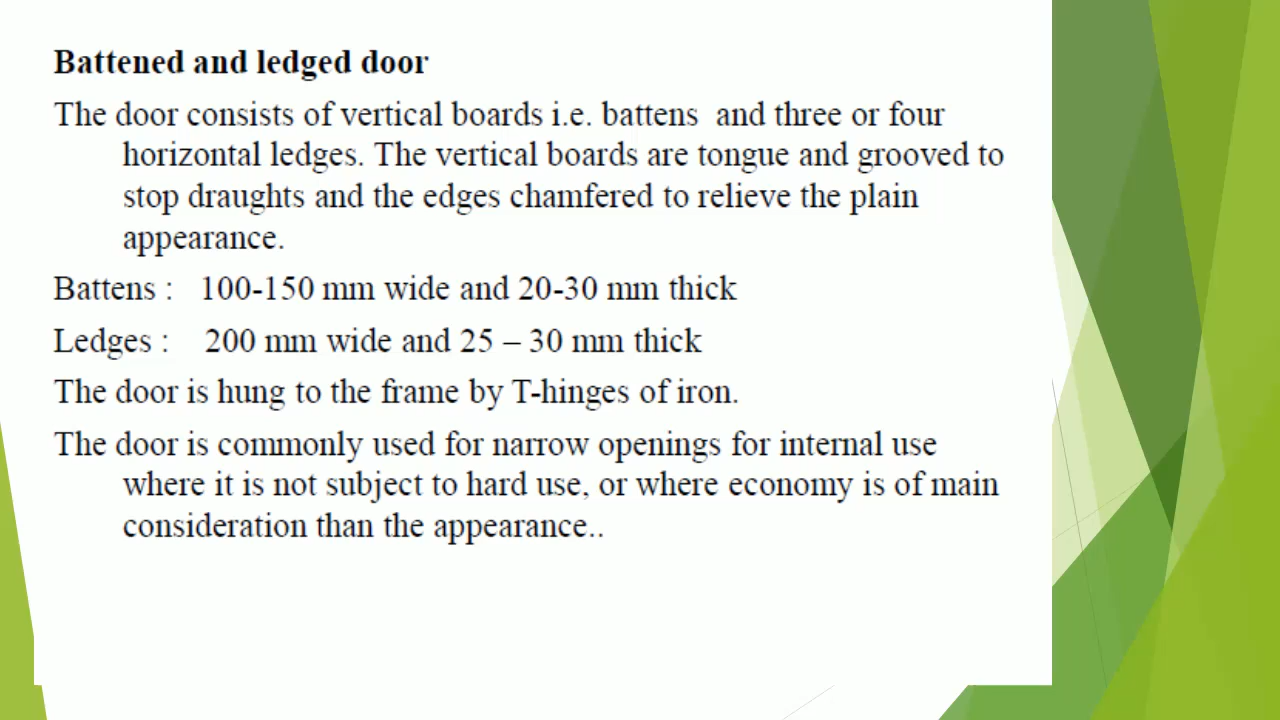 Battened and ledged door
The door consists of vertical boards i.e. battens and three or four
horizontal ledges. The vertical boards are tongue and grooved to
stop draughts and the edges chamfered to relieve the plain
appearance.
Battens : 100-150 mm wide and 20-30 mm thick
Ledges : 200 mm wide and 25 – 30 mm thick
The door is hung to the frame by T-hinges of iron.
The door is commonly used for narrow openings for internal use
where it is not subject to hard use, or where economy is of main
consideration than the appearance..